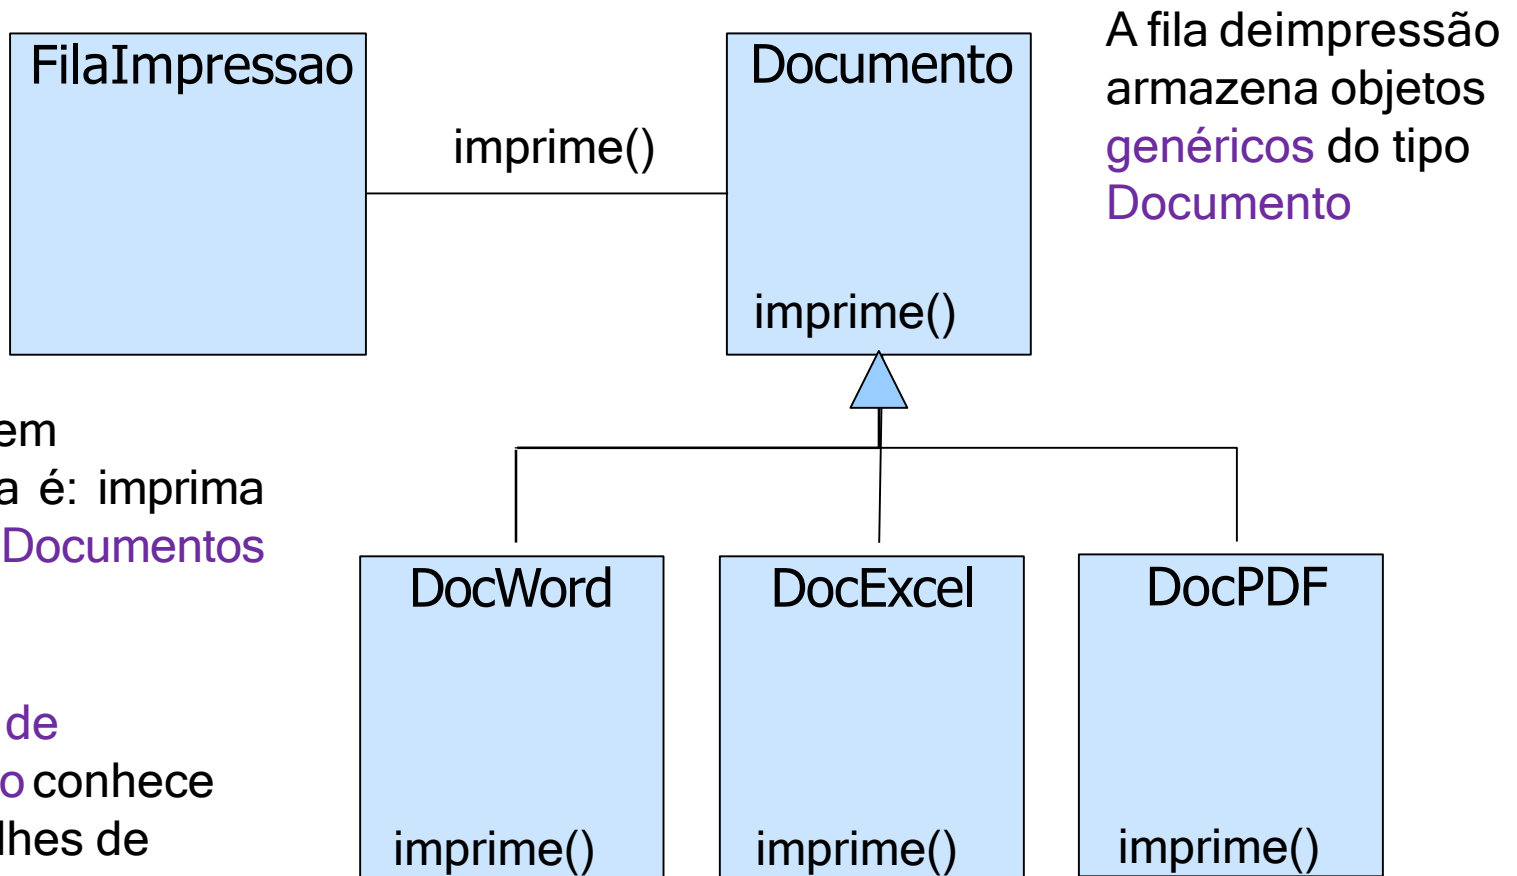 FilaImpressao
Documento
A fila deimpressão
armazena objetos
genéricos do tipo
Documento
imprime()
imprime()
em
a é: imprima
Documentos
de
o conhece
lhes de
DocWord
DocExcel
DocPDF
imprime()
imprime()
imprime()